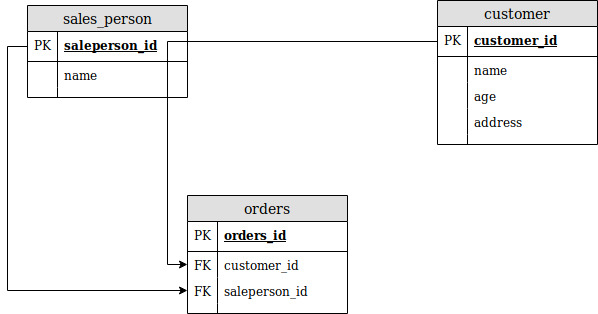 sales_person
PK saleperson_id
name
customer
PK customer_id
name
age
address
orders
PK orders_id
FK customer_id
FK saleperson_id